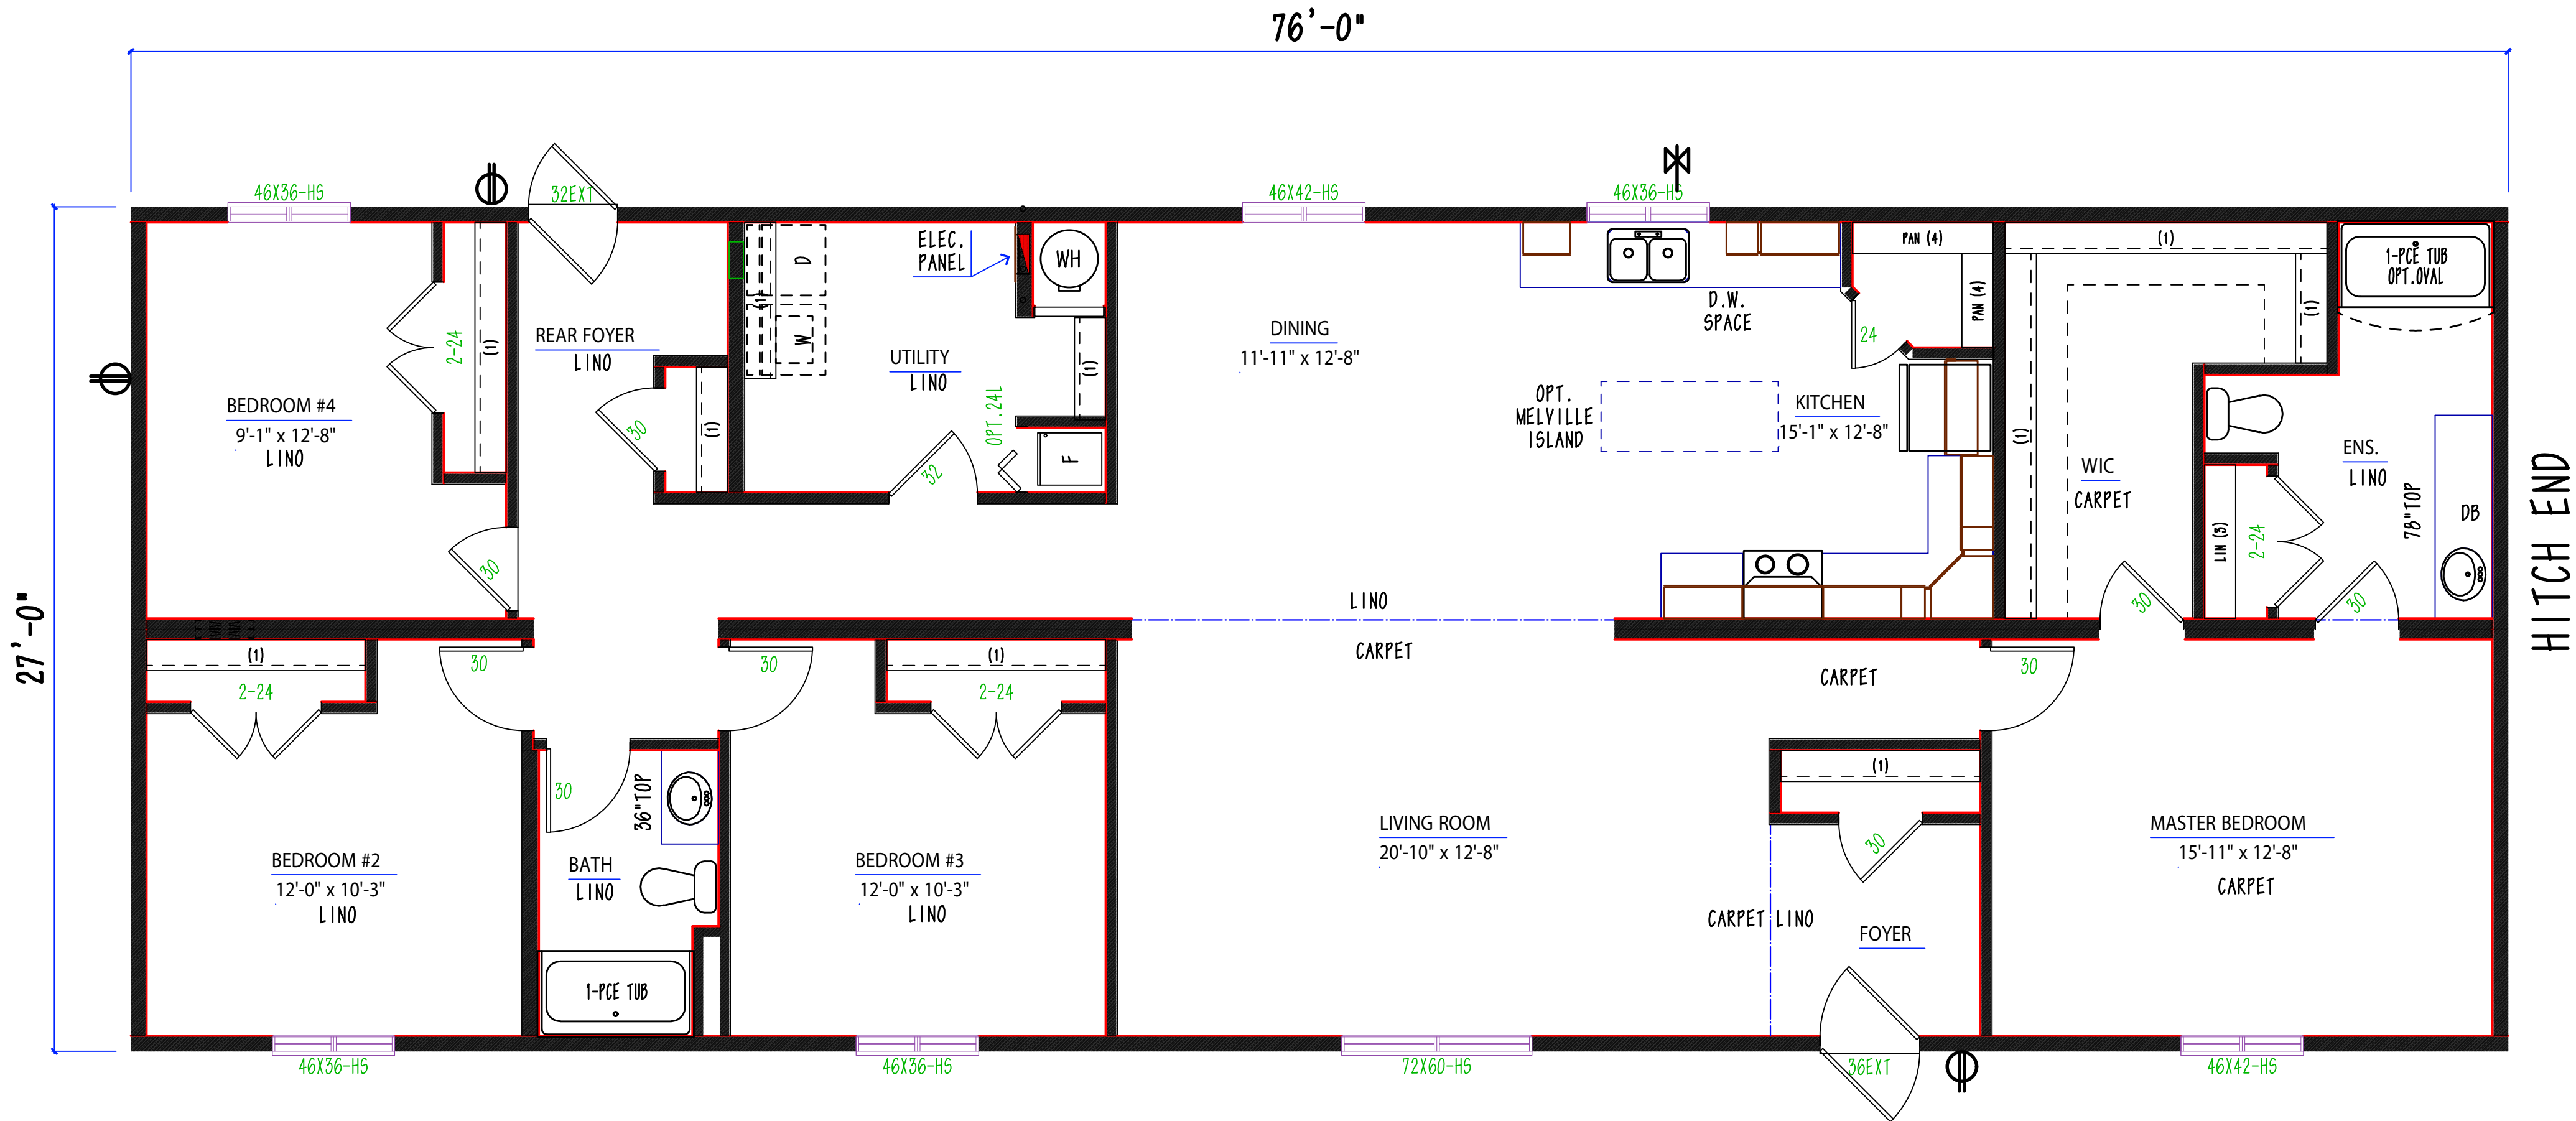 76'-0"
46X36-HS
32EXT
46X42-HS
46X36-HS
ELEC.
PANEL
D
WH
PAN (4)
(1)
1-PCE TUB
OPT.OVAL
(1)
PAN (4)
(1)
D.W.
SPACE
2-24
(1)
REAR FOYER
LINO
W
UTILITY
LINO
(1)
DINING
11'-11" x 12'-8"
24
BEDROOM #4
9'-1" x 12'-8"
LINO
30
(1)
OPT.24L
OPT.
MELVILLE
ISLAND
KITCHEN
15'-1" x 12'-8"
(1)
WIC
CARPET
ENS.
LINO
32
F
78"TOP
DB
LIN (3)
2-24
HITCH END
30
30
30
27'-0"
LINO
CARPET
(1)
2-24
30
30
(1)
2-24
CARPET
30
(1)
30
36"TOP
BATH
LINO
BEDROOM #2
12'-0" x 10'-3"
LINO
BEDROOM #3
12'-0" x 10'-3"
LINO
LIVING ROOM
20'-10" x 12'-8"
30
MASTER BEDROOM
15'-11" x 12'-8"
CARPET
CARPET LINO
FOYER
1-PCE TUB
46X36-HS
46X36-HS
72X60-HS
36EXT
46X42-HS